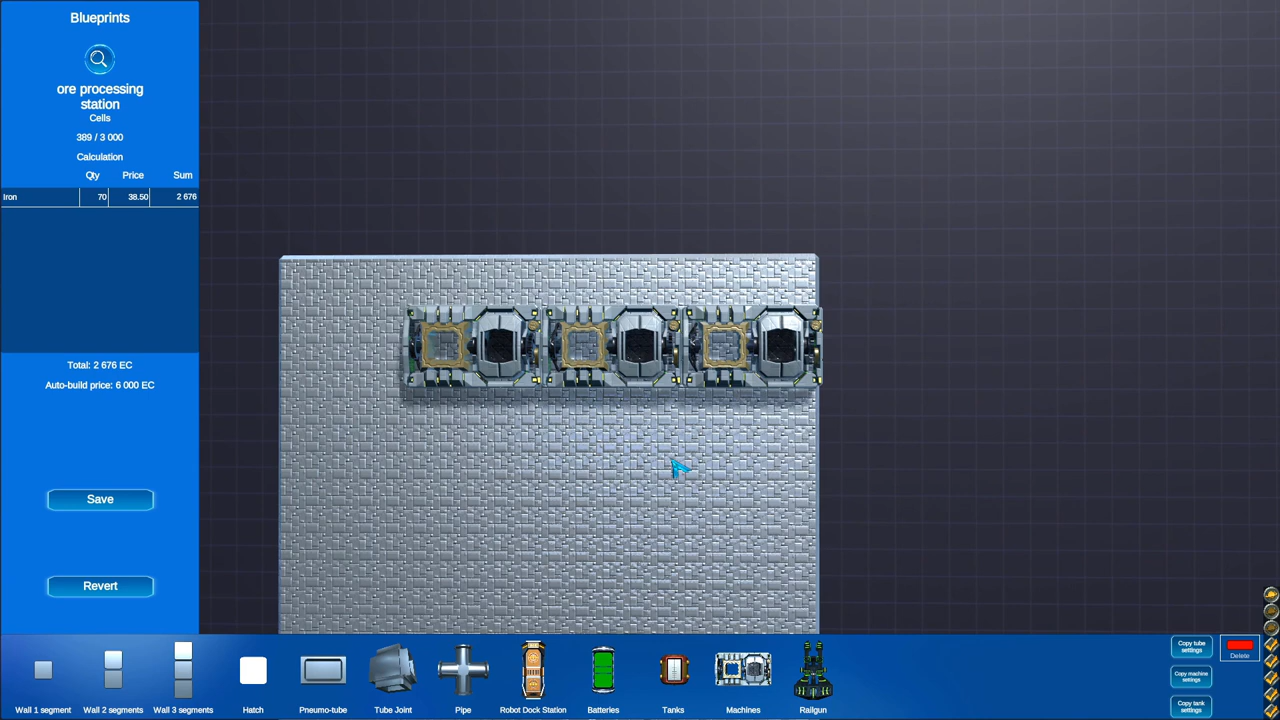 Blueprints
ore processing
station
Cells
389 / 3 000
Calculation
Qty Price Sum
Iron 70 38.50 2 676
Total: 2 676 EC
Auto-build price: 6 000 EC
Save
Revert
Wall 1 segment
Wall 2 segments
Wall 3 segments
Hatch
Pneumo-tube
Tube Joint
Pipe
Robot Dock Station
Batteries
Tanks
Machines
Railgun
Copy tube
settings
Copy machine
settings
Copy tank
settings
Delete